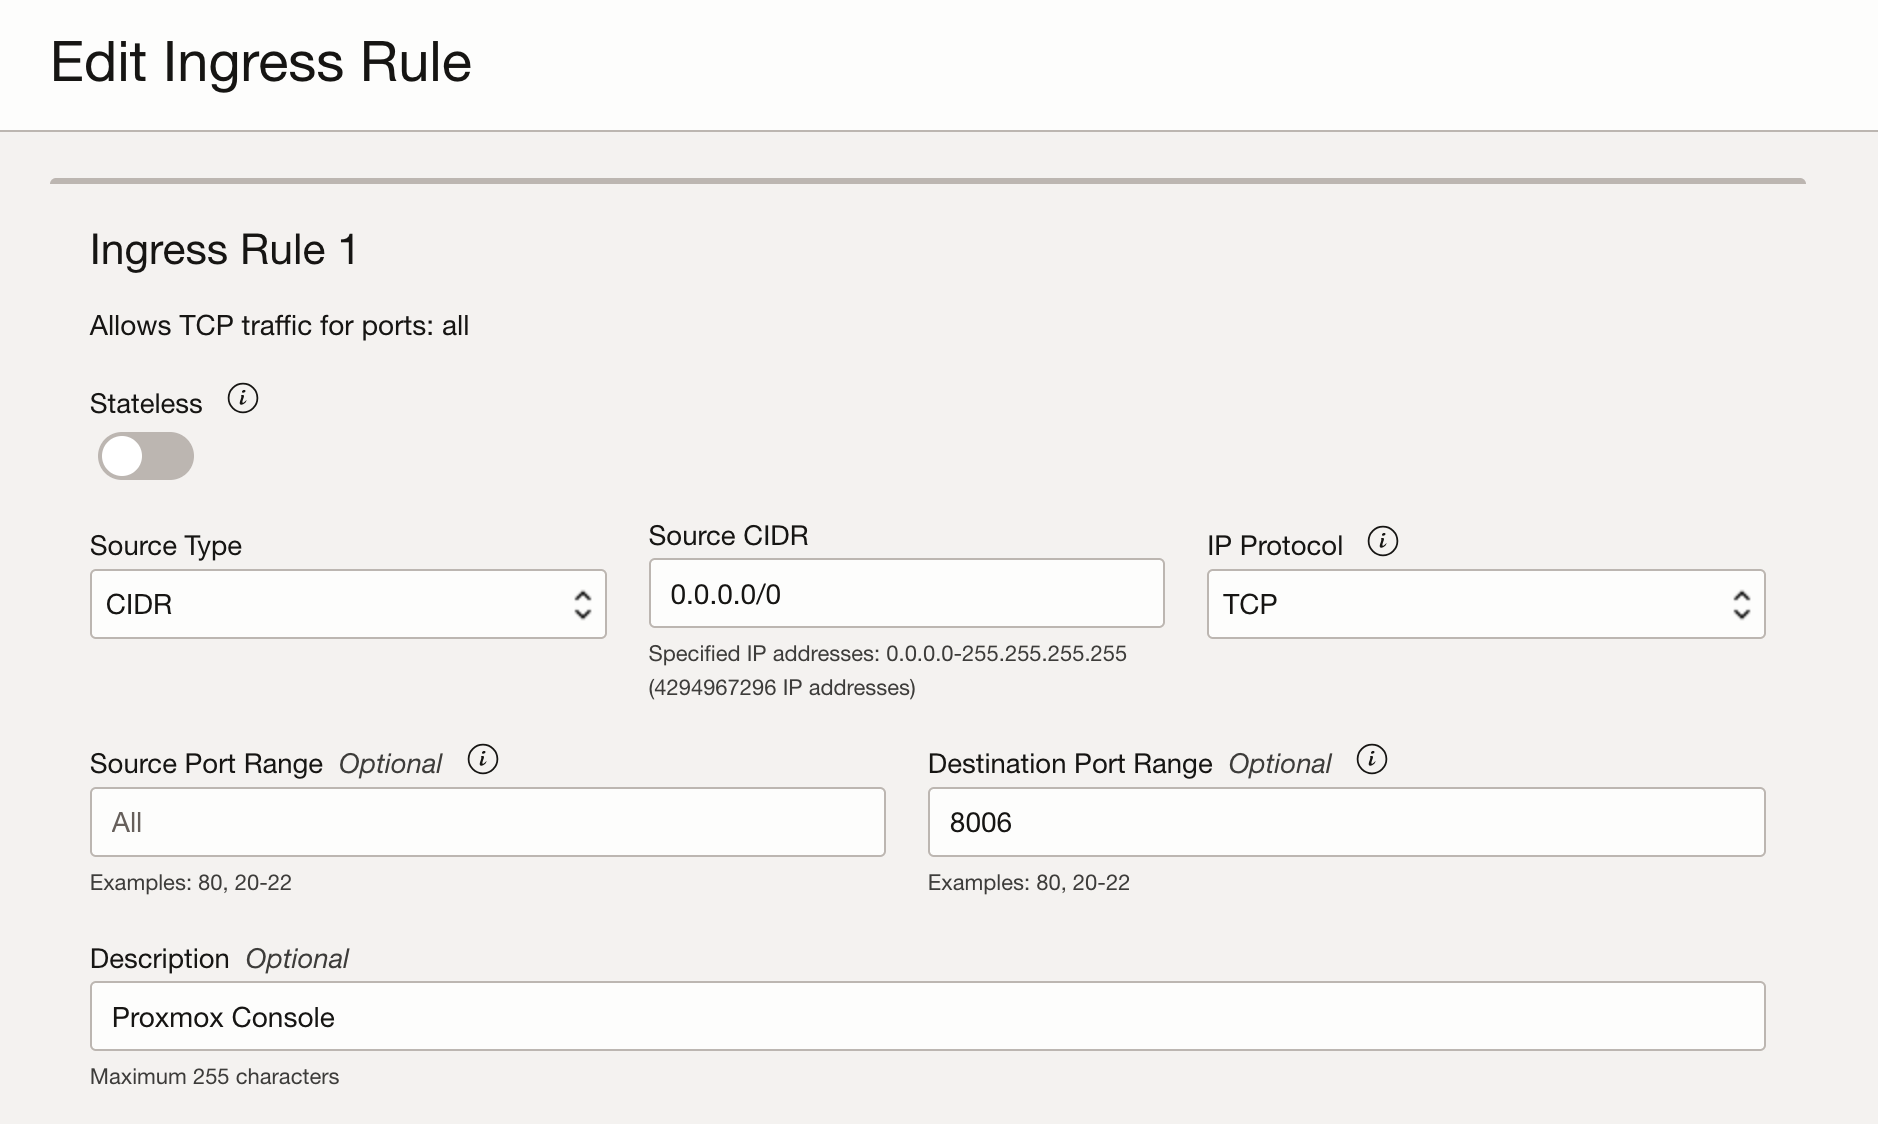 Edit Ingress Rule
Ingress Rule 1
Allows TCP traffic for ports: all
Stateless
Source Type
CIDR
Source CIDR
0.0.0.0/0
Specified IP addresses: 0.0.0.0-255.255.255.255
(4294967296 IP addresses)
IP Protocol
TCP
Source Port Range Optional
All
Examples: 80, 20-22
Destination Port Range Optional
8006
Examples: 80, 20-22
Description Optional
Proxmox Console
Maximum 255 characters